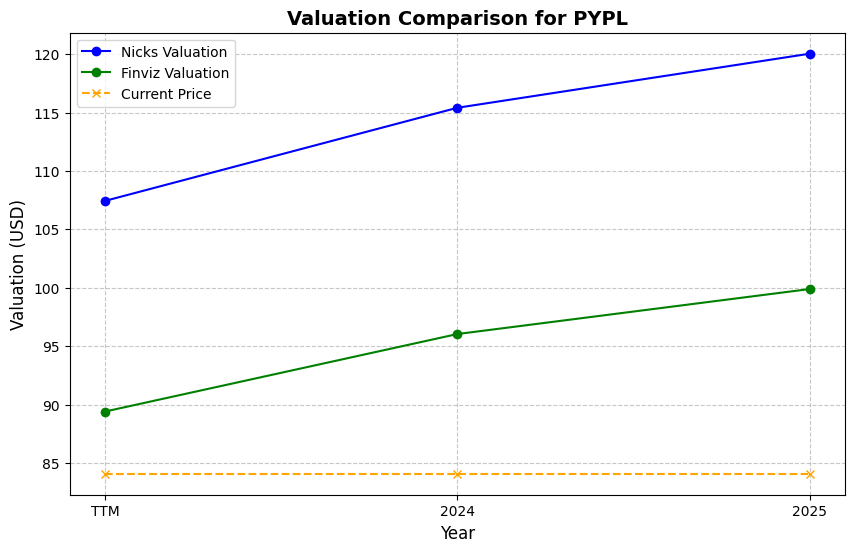 Valuation Comparison for PYPL
Nicks Valuation
Finviz Valuation
Current Price
Valuation (USD)
120
115
110
105
100
95
90
85
TTM
2024
2025
Year